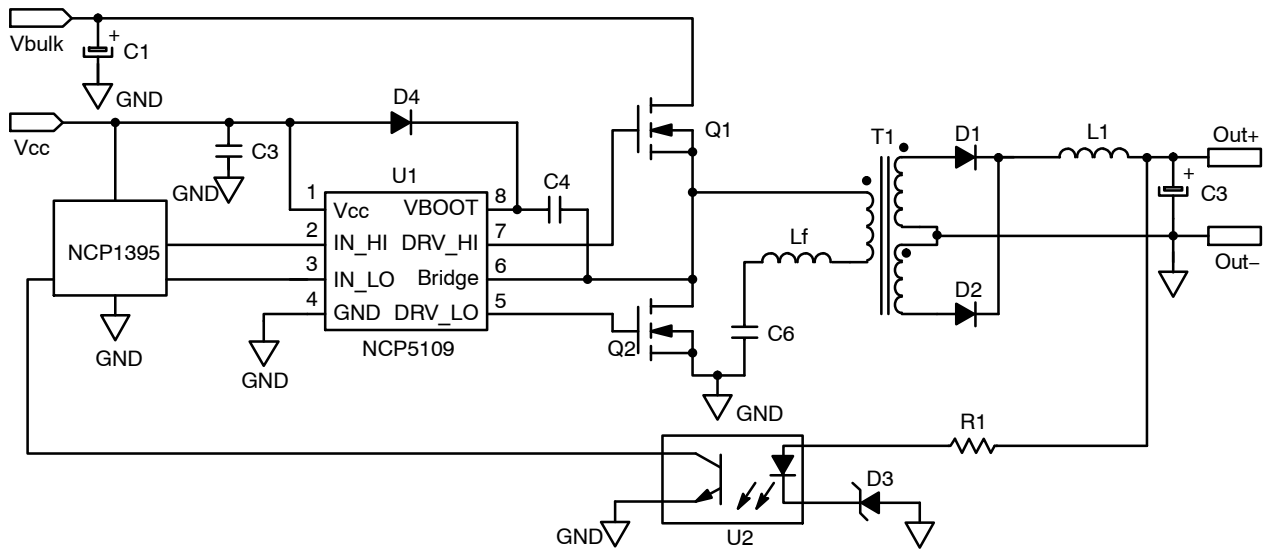 Vbulk
+
C1
GND
Vcc
C3
GND
D4
U1
C4
Q1
T1
D1
L1
Out+
+
C3
Out−
NCP1395
GND
1 Vcc VBOOT 8
2 IN_HI DRV_HI 7
3 IN_LO Bridge 6
4 GND DRV_LO 5
NCP5109
GND
Q2
Lf
C6
D2
GND
R1
D3
GND
U2